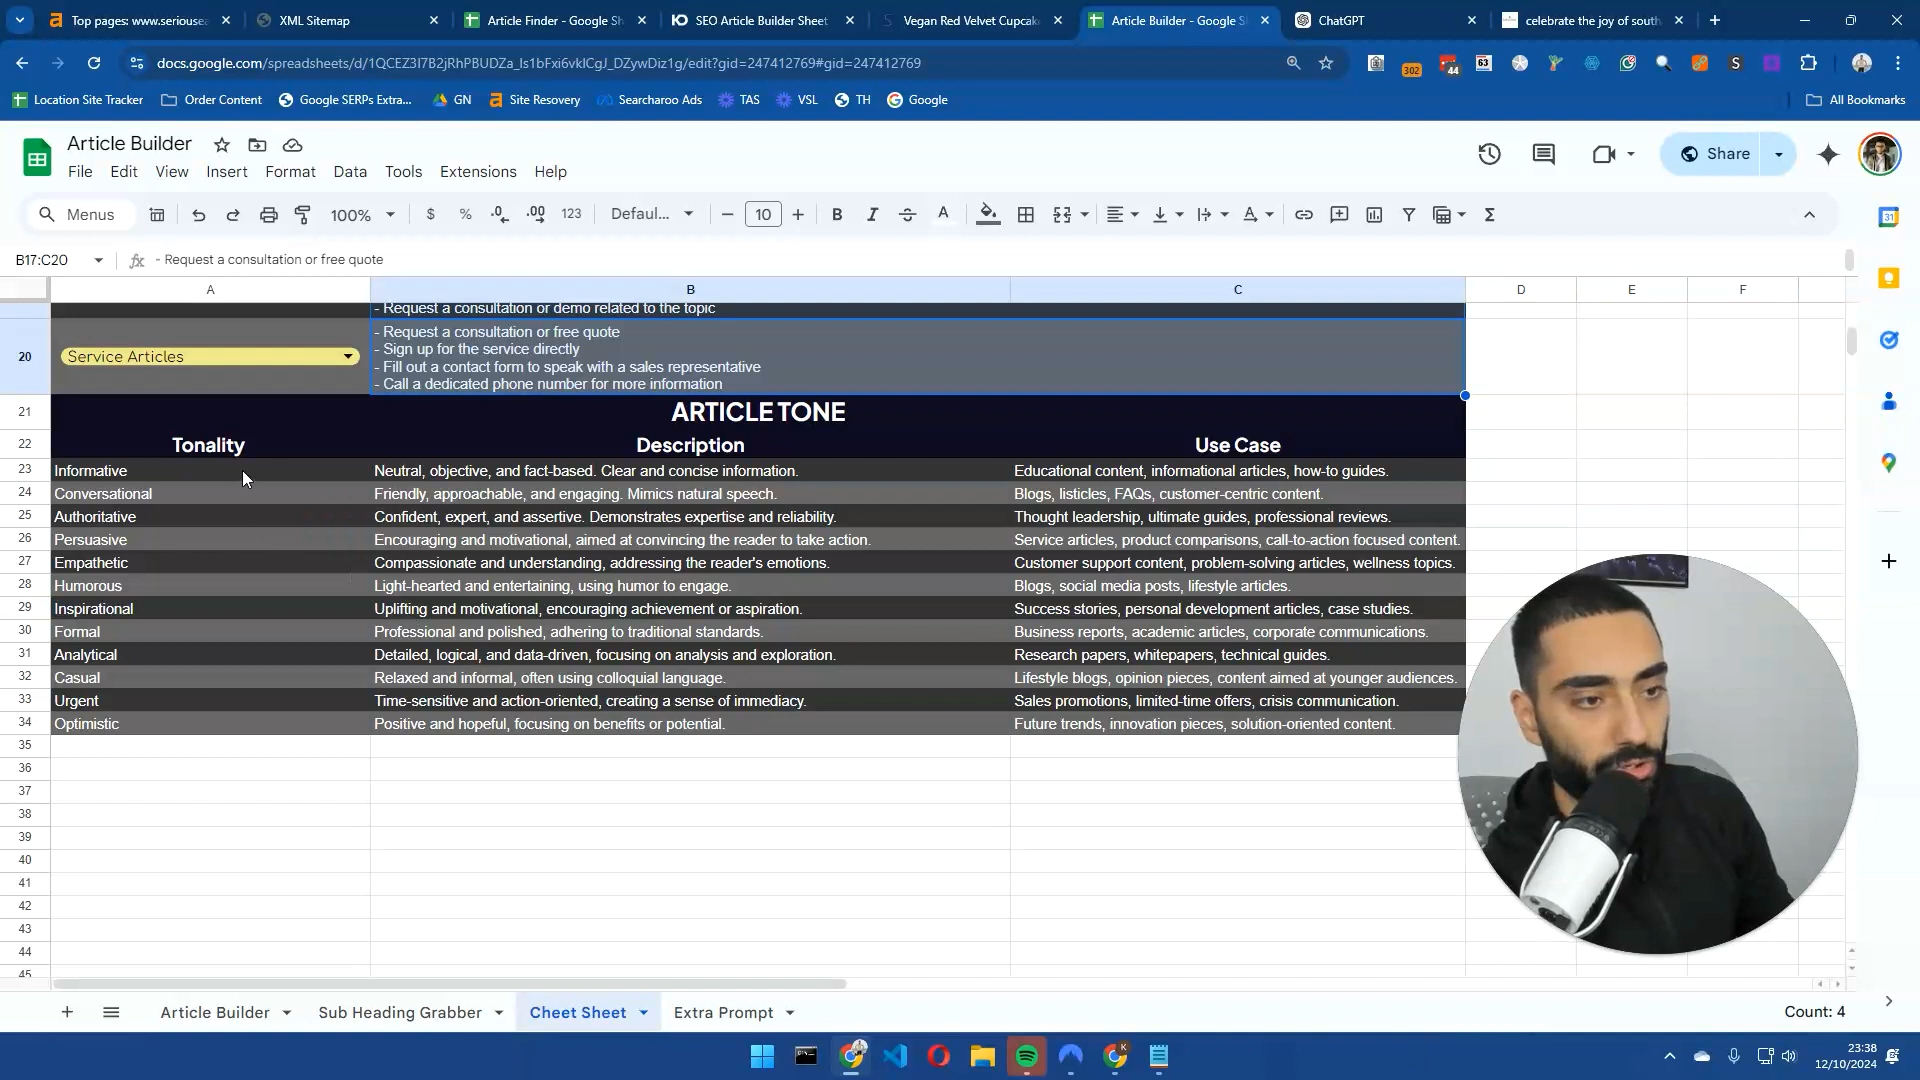 Top pages: www.serioused
XML Sitemap
Article Finder - Google Sh
SEO Article Builder Sheet
Vegan Red Velvet Cupcake
Article Builder - Google S
ChatGPT
celebrate the joy of south
docs.google.com/spreadsheets/d/1QCEZ3I7B2jRhPBUDZa_Is1bFxi6vkICgJ_DZywDiz1g/edit?gid=247412769#gid=247412769
302
44
63
Location Site Tracker
Order Content
Google SERPs Extra...
GN
Site Recovery
Searcharoo Ads
TAS
VSL
TH
Google
All Bookmarks
Article Builder
File Edit View Insert Format Data Tools Extensions Help
Share
Menus
100%
$ % .0 .00 123
Defaul...
10
B I A
31
B17:C20
fx - Request a consultation or free quote
A B C D E F
- Request a consultation or demo related to the topic
20 Service Articles
- Request a consultation or free quote
- Sign up for the service directly
- Fill out a contact form to speak with a sales representative
- Call a dedicated phone number for more information
21 ARTICLE TONE
22 Tonality Description Use Case
23 Informative Neutral, objective, and fact-based. Clear and concise information. Educational content, informational articles, how-to guides.
24 Conversational Friendly, approachable, and engaging. Mimics natural speech. Blogs, listicles, FAQs, customer-centric content.
25 Authoritative Confident, expert, and assertive. Demonstrates expertise and reliability. Thought leadership, ultimate guides, professional reviews.
26 Persuasive Encouraging and motivational, aimed at convincing the reader to take action. Service articles, product comparisons, call-to-action focused content.
27 Empathetic Compassionate and understanding, addressing the reader's emotions. Customer support content, problem-solving articles, wellness topics.
28 Humorous Light-hearted and entertaining, using humor to engage. Blogs, social media posts, lifestyle articles.
29 Inspirational Uplifting and motivational, encouraging achievement or aspiration. Success stories, personal development articles, case studies.
30 Formal Professional and polished, adhering to traditional standards. Business reports, academic articles, corporate communications.
31 Analytical Detailed, logical, and data-driven, focusing on analysis and exploration. Research papers, whitepapers, technical guides.
32 Casual Relaxed and informal, often using colloquial language. Lifestyle blogs, opinion pieces, content aimed at younger audiences.
33 Urgent Time-sensitive and action-oriented, creating a sense of immediacy. Sales promotions, limited-time offers, crisis communication.
34 Optimistic Positive and hopeful, focusing on benefits or potential. Future trends, innovation pieces, solution-oriented content.
35
36
37
38
39
40
41
42
43
44
45
Article Builder
Sub Heading Grabber
Cheet Sheet
Extra Prompt
Count: 4
23:38
12/10/2024